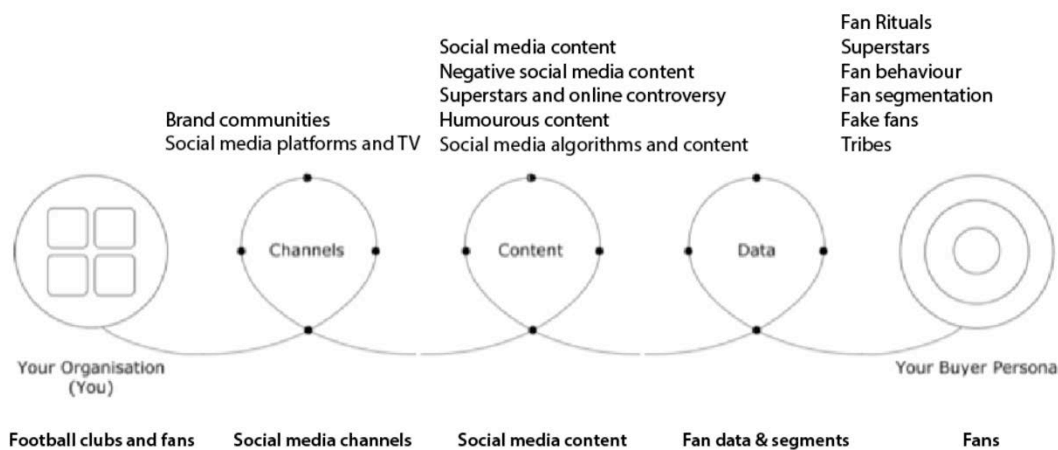 Fan Rituals
Superstars
Fan behaviour
Fan segmentation
Fake fans
Tribes
Social media content
Negative social media content
Superstars and online controversy
Humourous content
Social media algorithms and content
Brand communities
Social media platforms and TV
Channels
Content
Data
Your Organisation
(You)
Your Buyer Persona
Football clubs and fans
Social media channels
Social media content
Fan data & segments
Fans